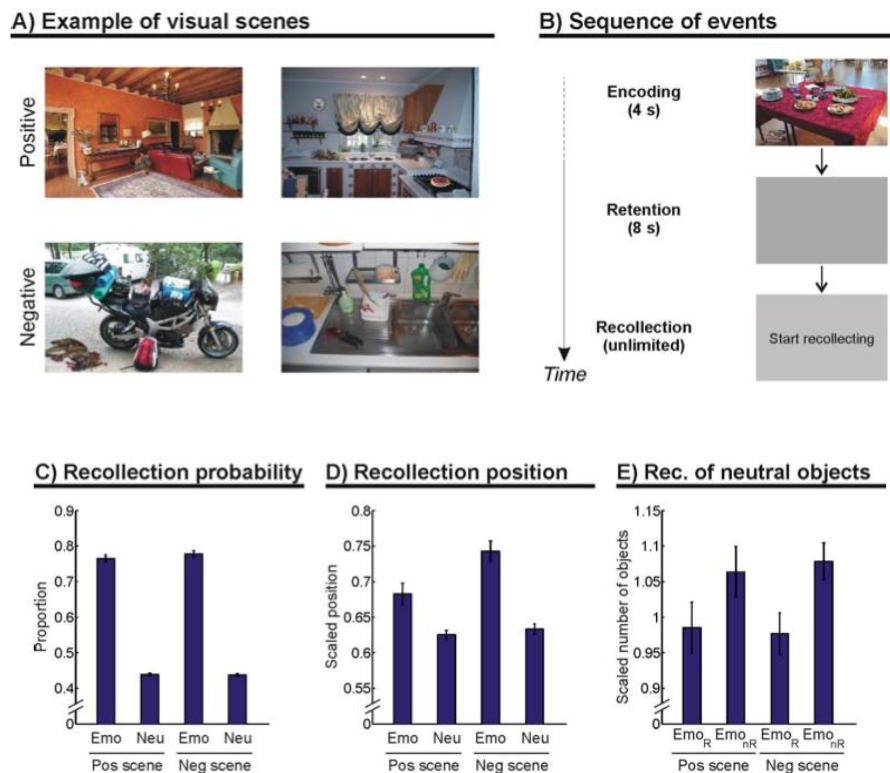 A) Example of visual scenes
Positive
Negative
B) Sequence of events
Encoding
(4 s)
Retention
(8 s)
Recollection
(unlimited)
Start recollecting
Time
C) Recollection probability
Proportion
0.9
0.8
0.7
0.6
0.5
0.4
0
Emo Neu Emo Neu
Pos scene Neg scene
D) Recollection position
Scaled position
0.8
0.75
0.7
0.65
0.6
0.55
0
Emo Neu Emo Neu
Pos scene Neg scene
E) Rec. of neutral objects
Scaled number of objects
1.15
1.1
1.05
1
0.95
0.9
0
EmoR EmonR EmoR EmonR
Pos scene Neg scene